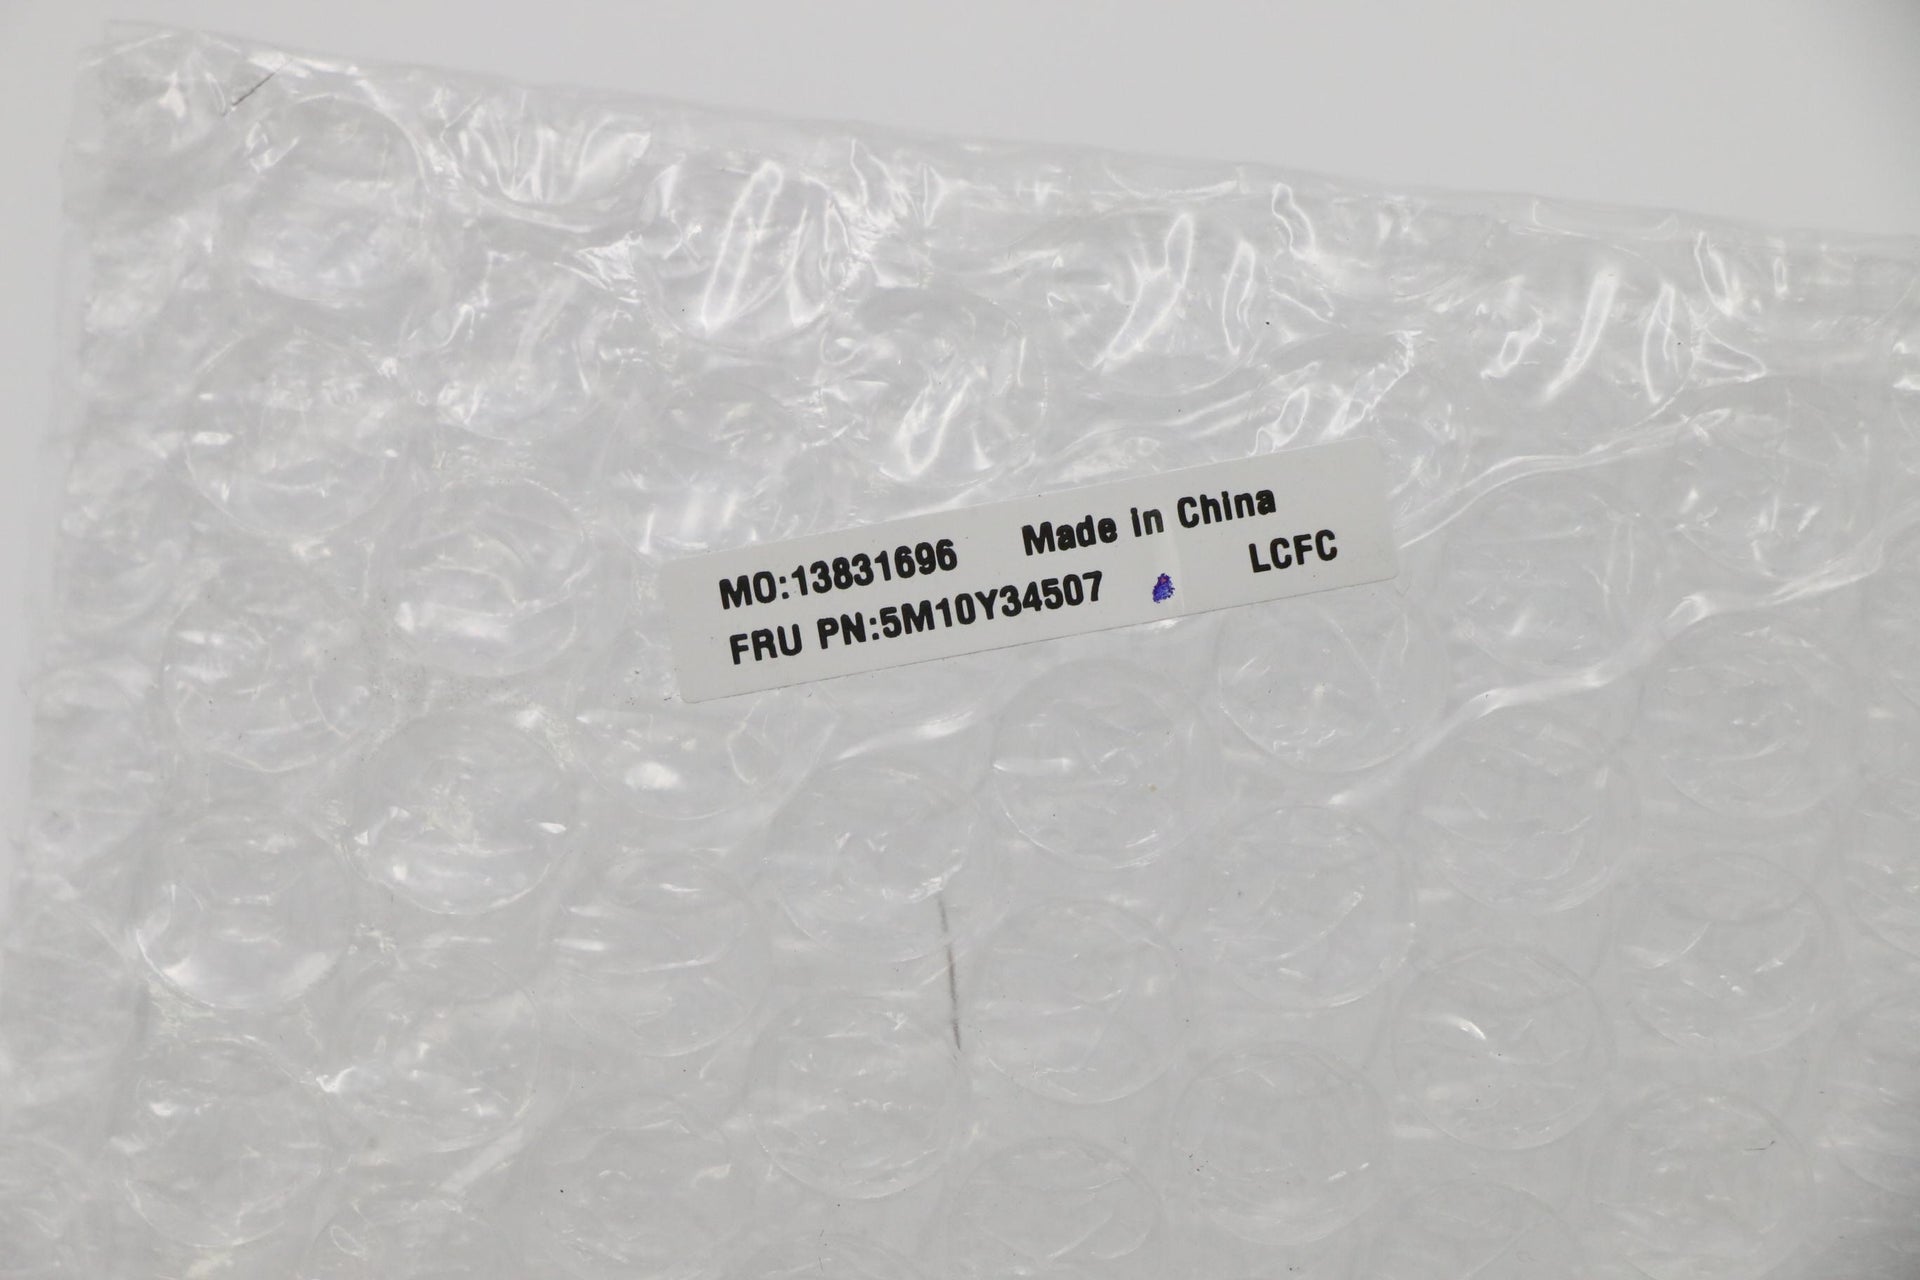 MO:13831696 Made in China
FRU PN:5M10Y34507 LCFC